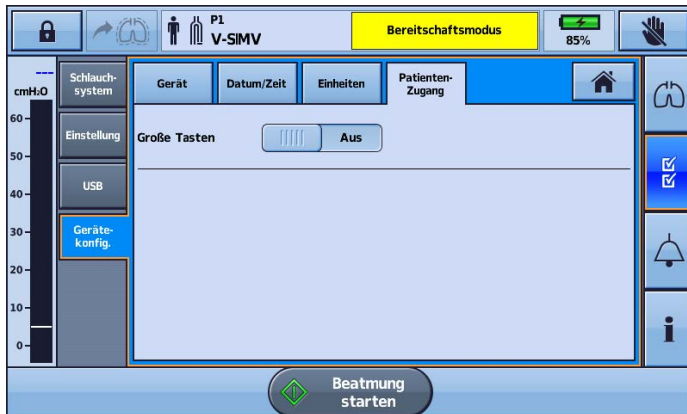 P1
V-SIMV
Bereitschaftsmodus
85%
---
cmH₂O
60
50
40
30
20
10
0
Schlauch-
system
Einstellung
USB
Geräte-
konfig.
Gerät
Datum/Zeit
Einheiten
Patienten-
Zugang
Große Tasten
Aus
i
Beatmung
starten